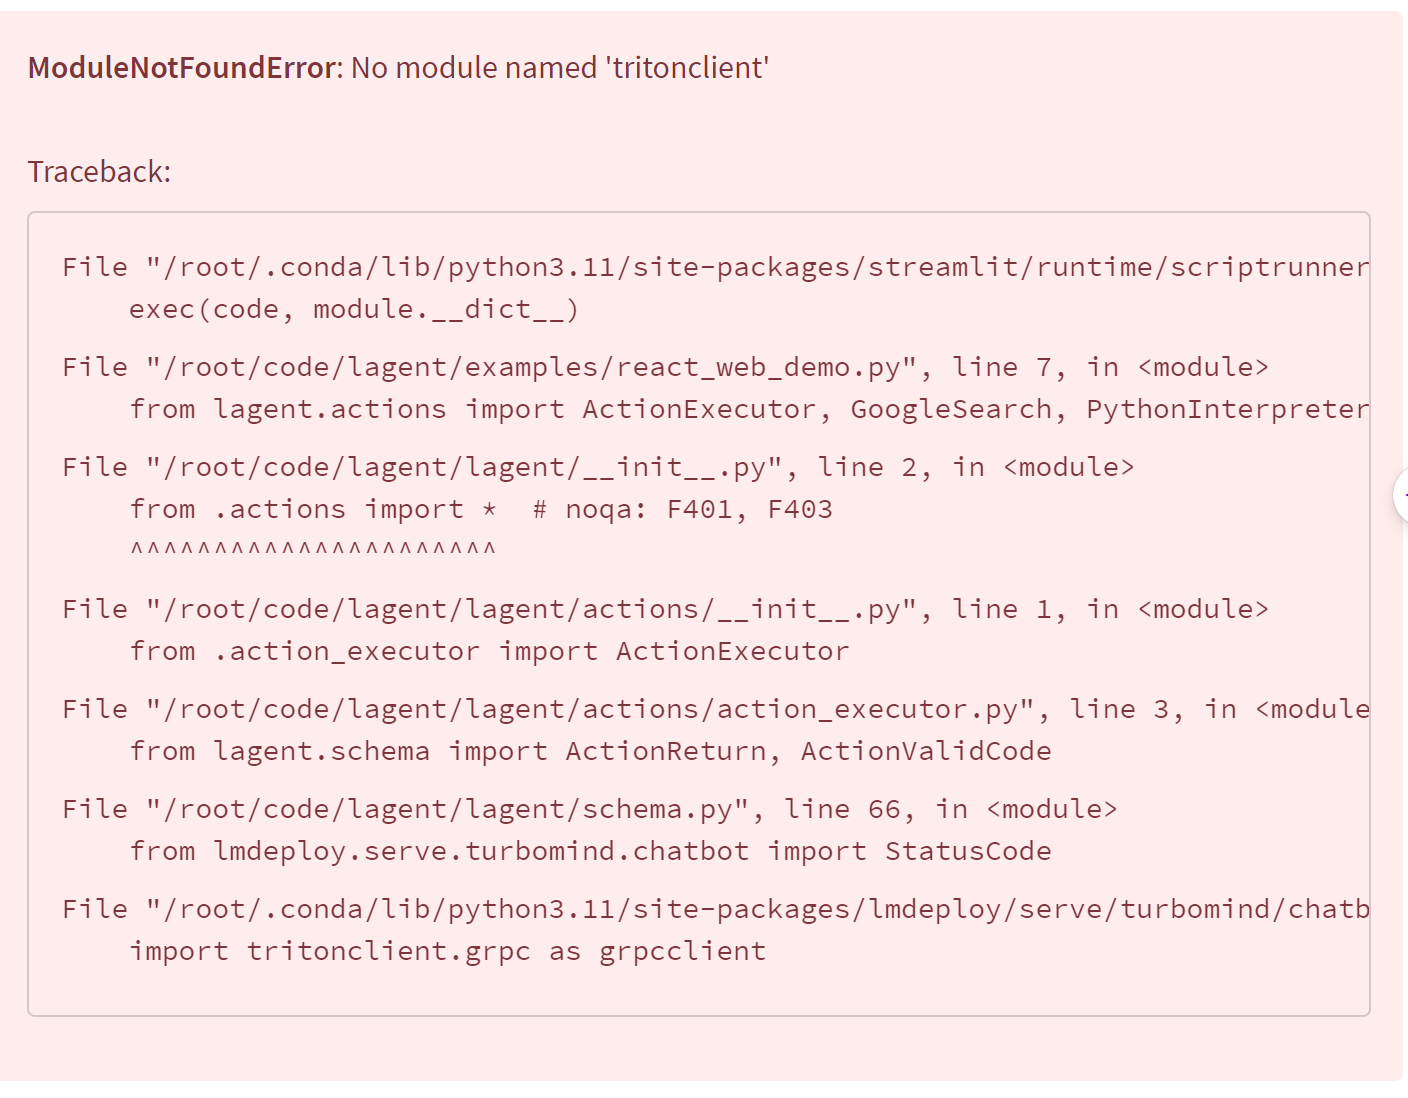 ModuleNotFoundError: No module named 'tritonclient'
Traceback:
File "/root/.conda/lib/python3.11/site-packages/streamlit/runtime/scriptrunner
exec(code, module.__dict__)
File "/root/code/lagent/examples/react_web_demo.py", line 7, in <module>
from lagent.actions import ActionExecutor, GoogleSearch, PythonInterpreter
File "/root/code/lagent/lagent/__init__.py", line 2, in <module>
from .actions import *  # noqa: F401, F403
^^^^^^^^^^^^^^^^^^^^^^
File "/root/code/lagent/lagent/actions/__init__.py", line 1, in <module>
from .action_executor import ActionExecutor
File "/root/code/lagent/lagent/actions/action_executor.py", line 3, in <module
from lagent.schema import ActionReturn, ActionValidCode
File "/root/code/lagent/lagent/schema.py", line 66, in <module>
from lmdeploy.serve.turbomind.chatbot import StatusCode
File "/root/.conda/lib/python3.11/site-packages/lmdeploy/serve/turbomind/chatb
import tritonclient.grpc as grpcclient